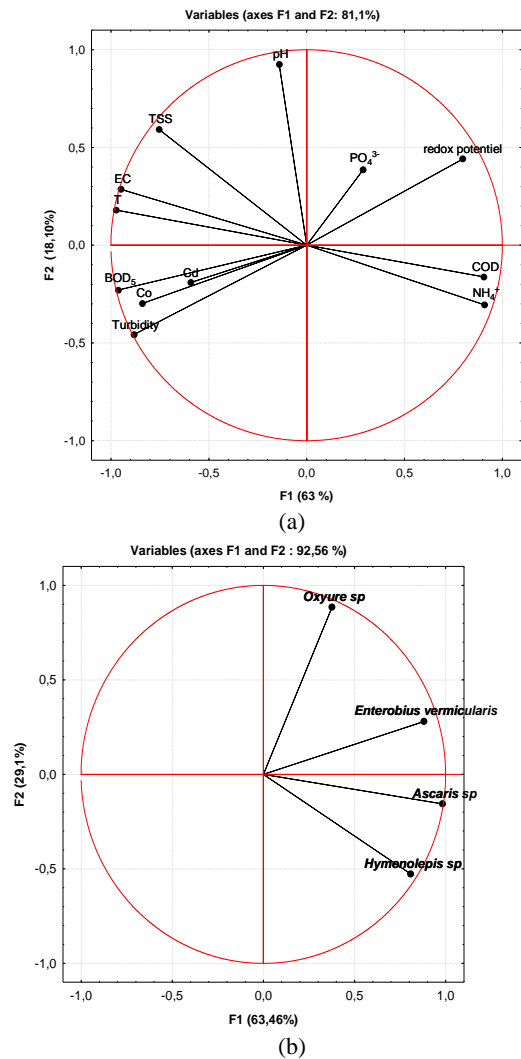 Variables (axes F1 and F2: 81,1%)
1,0
pH
TSS
0,5
PO₄³⁻
redox potentiel
EC
T
F2 (18,10%)
0,0
COD
BOD₅
Cd
Co
NH₄⁺
Turbidity
-0,5
-1,0
-1,0 -0,5 0,0 0,5 1,0
F1 (63 %)
(a)
Variables (axes F1 and F2 : 92,56 %)
1,0
Oxyure sp
0,5
Enterobius vermicularis
F2 (29,1%)
0,0
Ascaris sp
Hymenolepis sp
-0,5
-1,0
-1,0 -0,5 0,0 0,5 1,0
F1 (63,46%)
(b)